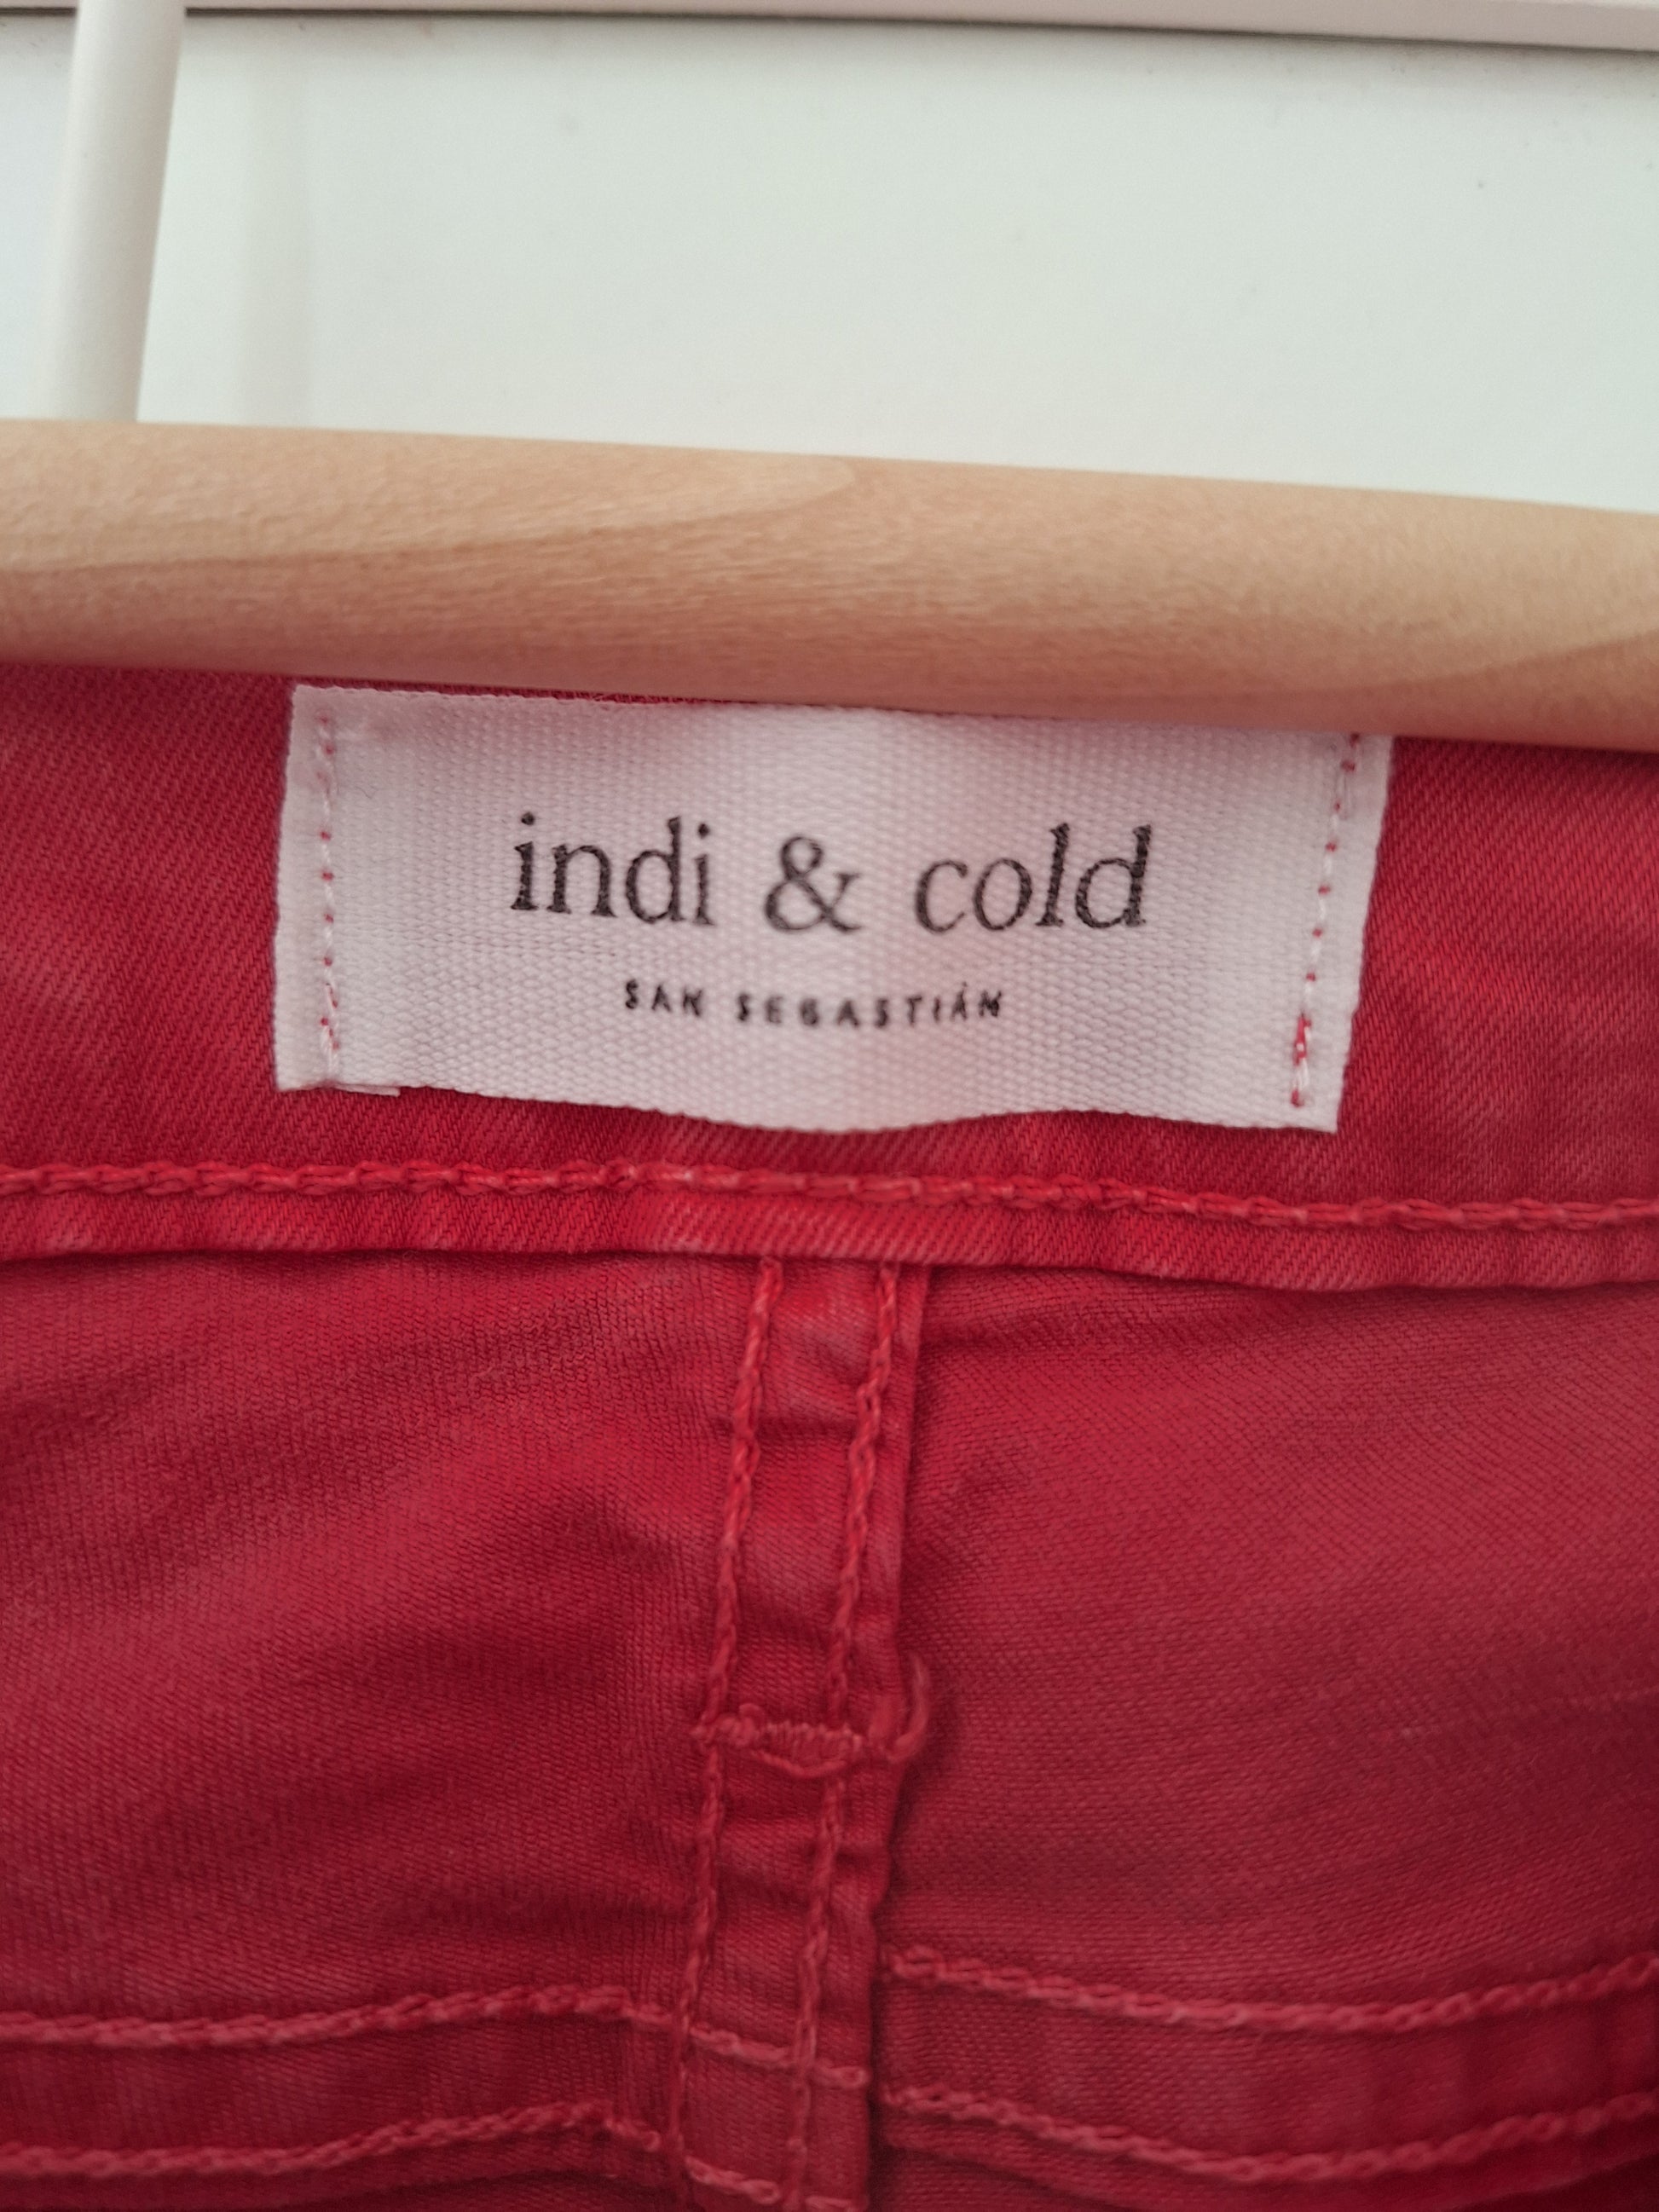 indi & cold
SAN SEBASTIÁN